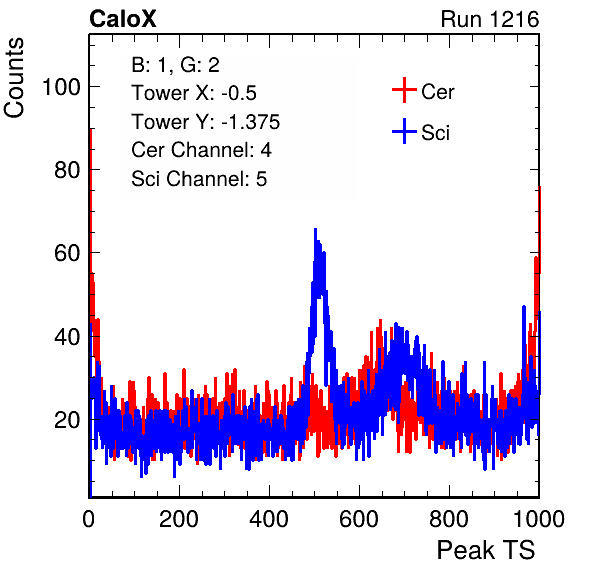 CaloX Run 1216
Counts
B: 1, G: 2
Tower X: -0.5
Tower Y: -1.375
Cer Channel: 4
Sci Channel: 5
Cer
Sci
100
80
60
40
20
0 200 400 600 800 1000
Peak TS